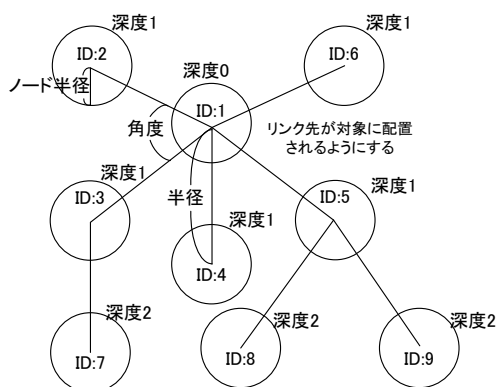 深度1
深度1
ID:2
ID:6
深度0
ノード半径
ID:1
角度
リンク先が対象に配置
されるようにする
深度1
深度1
ID:3
半径
ID:5
深度1
ID:4
深度2
深度2
深度2
ID:7
ID:8
ID:9